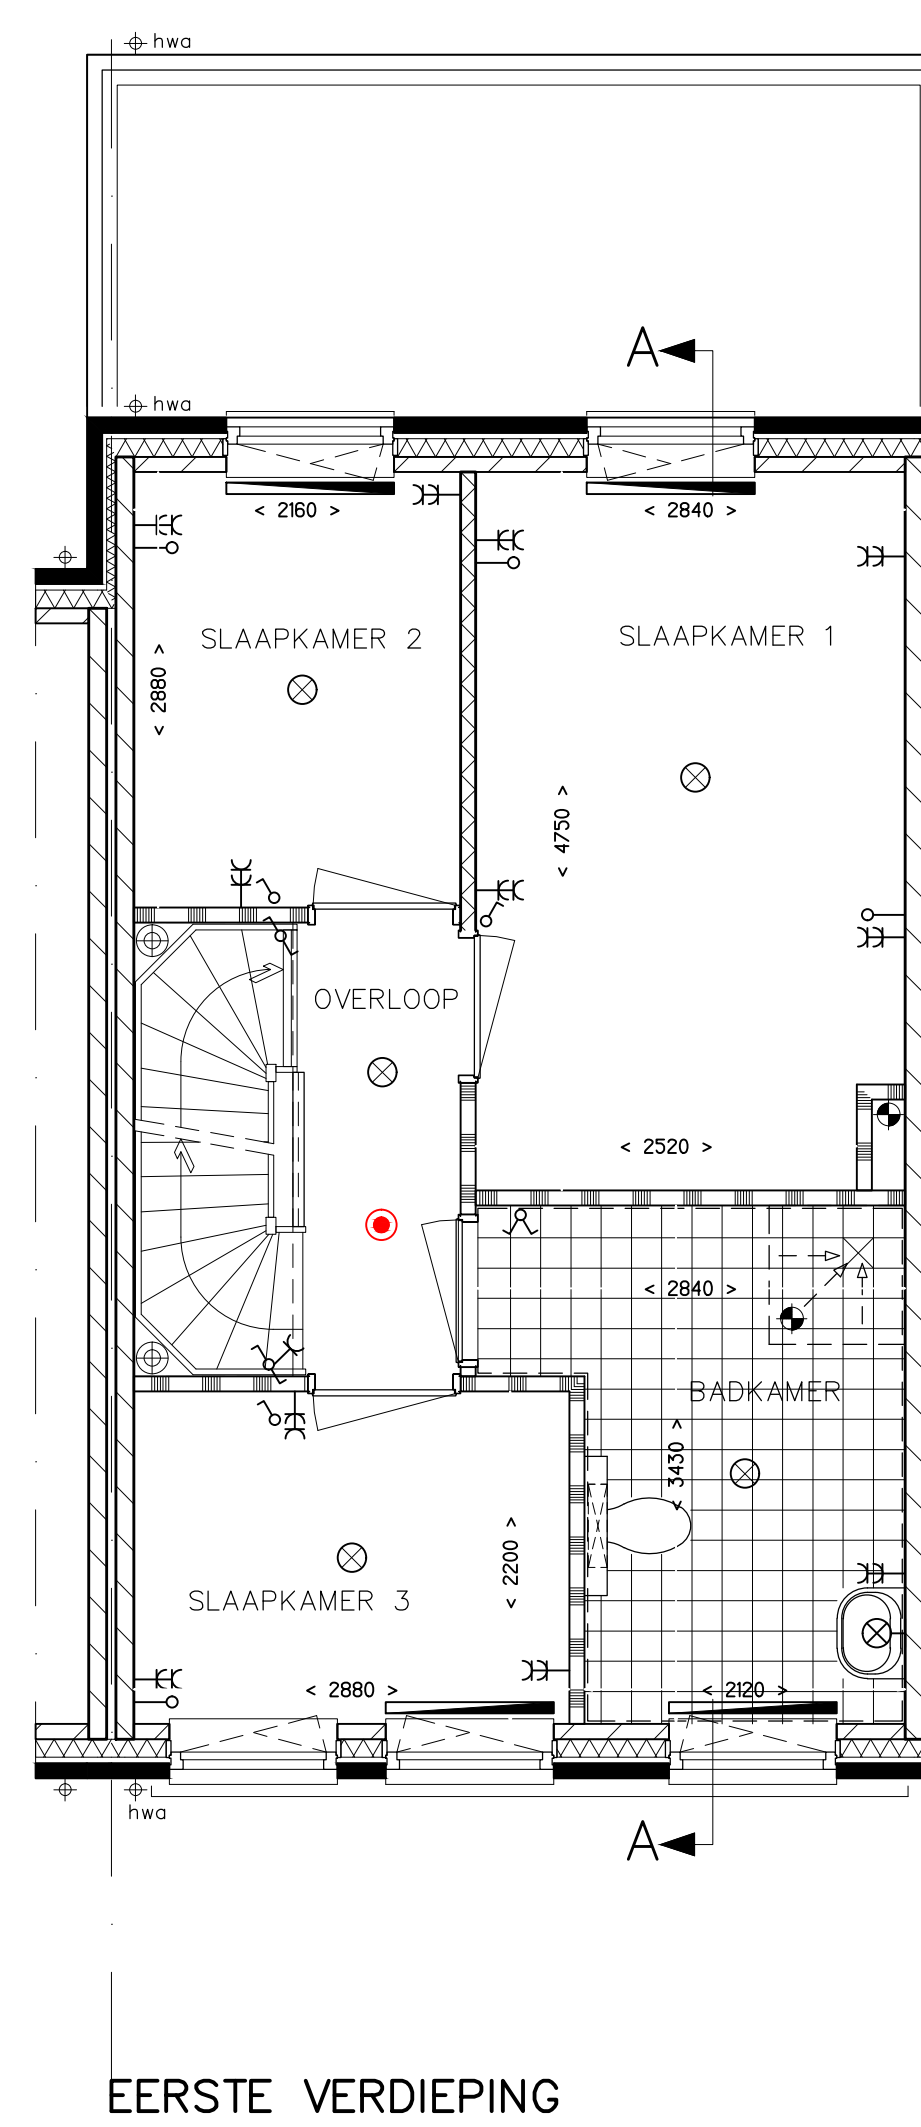 hwa
A
hwa
< 2160 >
< 2840 >
SLAAPKAMER 2
SLAAPKAMER 1
< 2880 >
< 4750 >
OVERLOOP
< 2520 >
< 2840 >
BADKAMER
< 3430 >
< 2200 >
SLAAPKAMER 3
< 2880 >
< 2120 >
hwa
A
EERSTE VERDIEPING